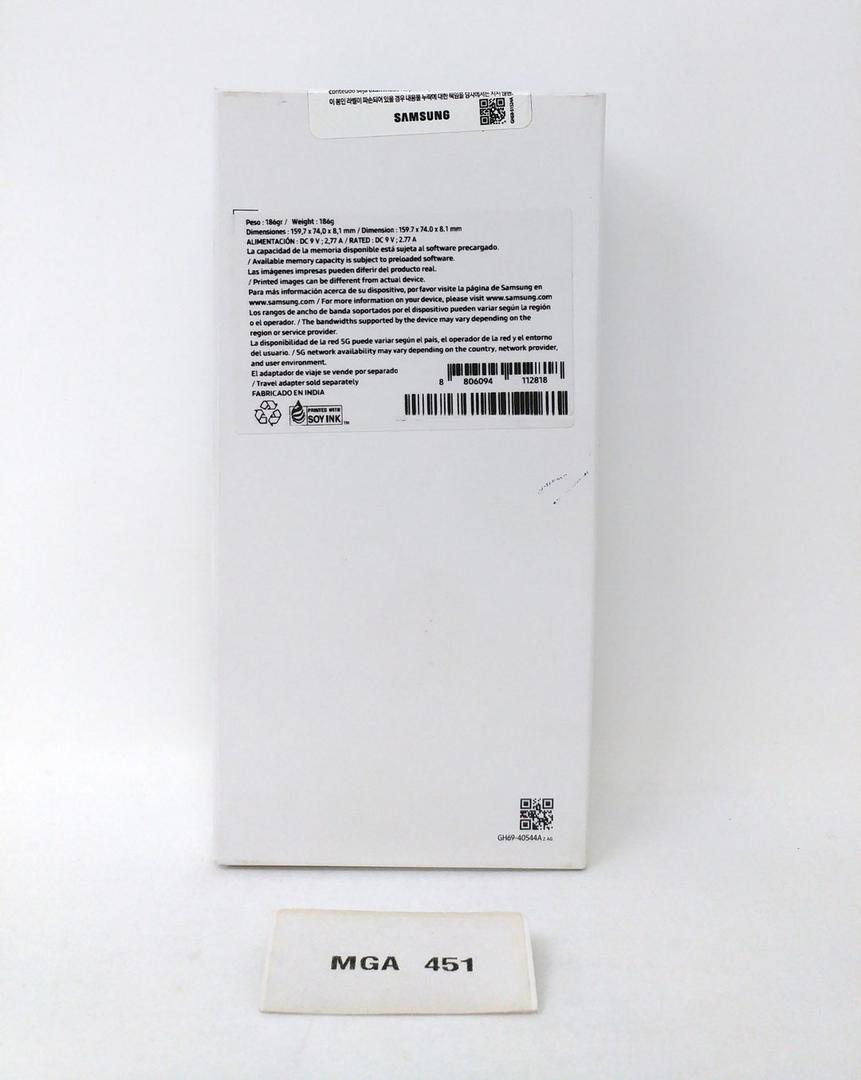 이 봉인 라벨이 파손되어 있을 경우 내용물 누락에 대한 책임을 당사에서는 지지 않음.
SAMSUNG
Peso : 186gr / Weight : 186g
Dimensiones : 159,7 x 74,0 x 8,1 mm / Dimension : 159.7 x 74.0 x 8.1 mm
ALIMENTACIÓN : DC 9 V ; 2,77 A / RATED : DC 9 V ; 2.77 A
La capacidad de la memoria disponible está sujeta al software precargado.
/ Available memory capacity is subject to preloaded software.
Las imágenes impresas pueden diferir del producto real.
/ Printed images can be different from actual device.
Para más información acerca de su dispositivo, por favor visite la página de Samsung en
www.samsung.com / For more information on your device, please visit www.samsung.com
Los rangos de ancho de banda soportados por el dispositivo pueden variar según la región
o el operador. / The bandwidths supported by the device may vary depending on the
region or service provider.
La disponibilidad de la red 5G puede variar según el país, el operador de la red y el entorno
del usuario. / 5G network availability may vary depending on the country, network provider,
and user environment.
El adaptador de viaje se vende por separado
/ Travel adapter sold separately
FABRICADO EN INDIA
8 806094 112818
PRINTED WITH
SOY INK™
GH69-40544A 2 AG
MGA 451